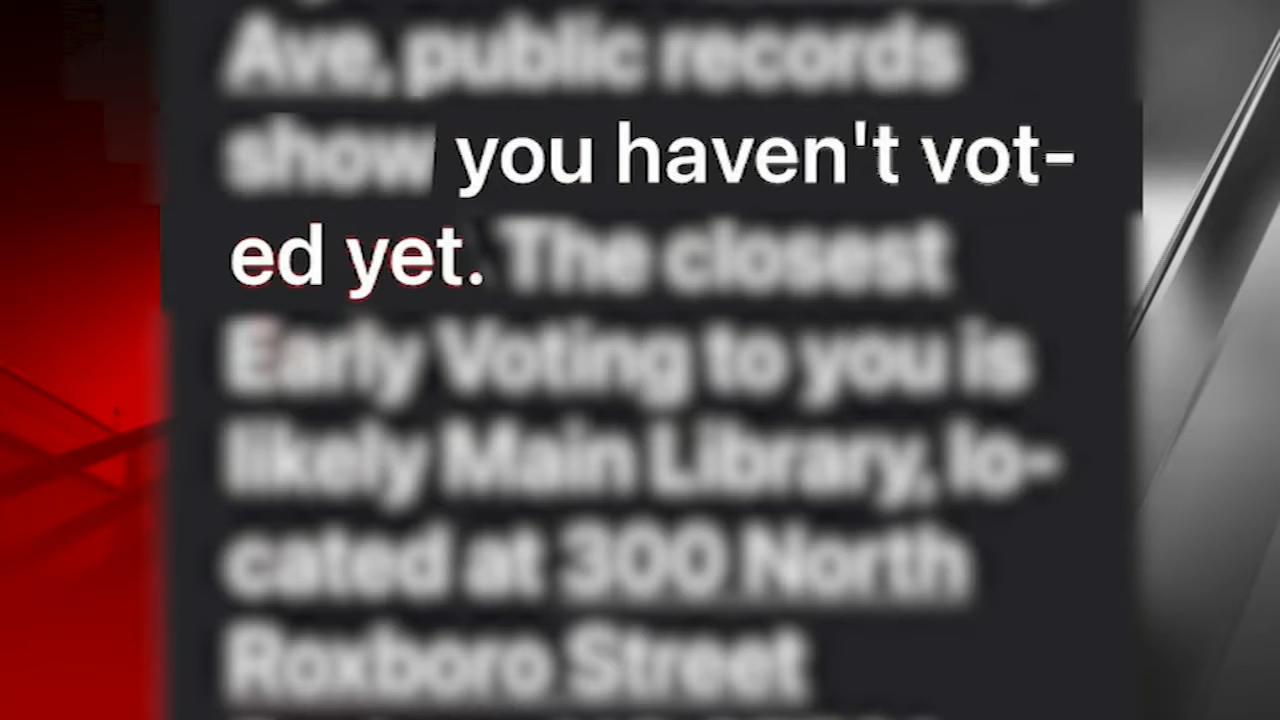 Ave, public records
show you haven't vot-
ed yet. The closest
Early Voting to you is
likely Main Library, lo-
cated at 300 North
Roxboro Street